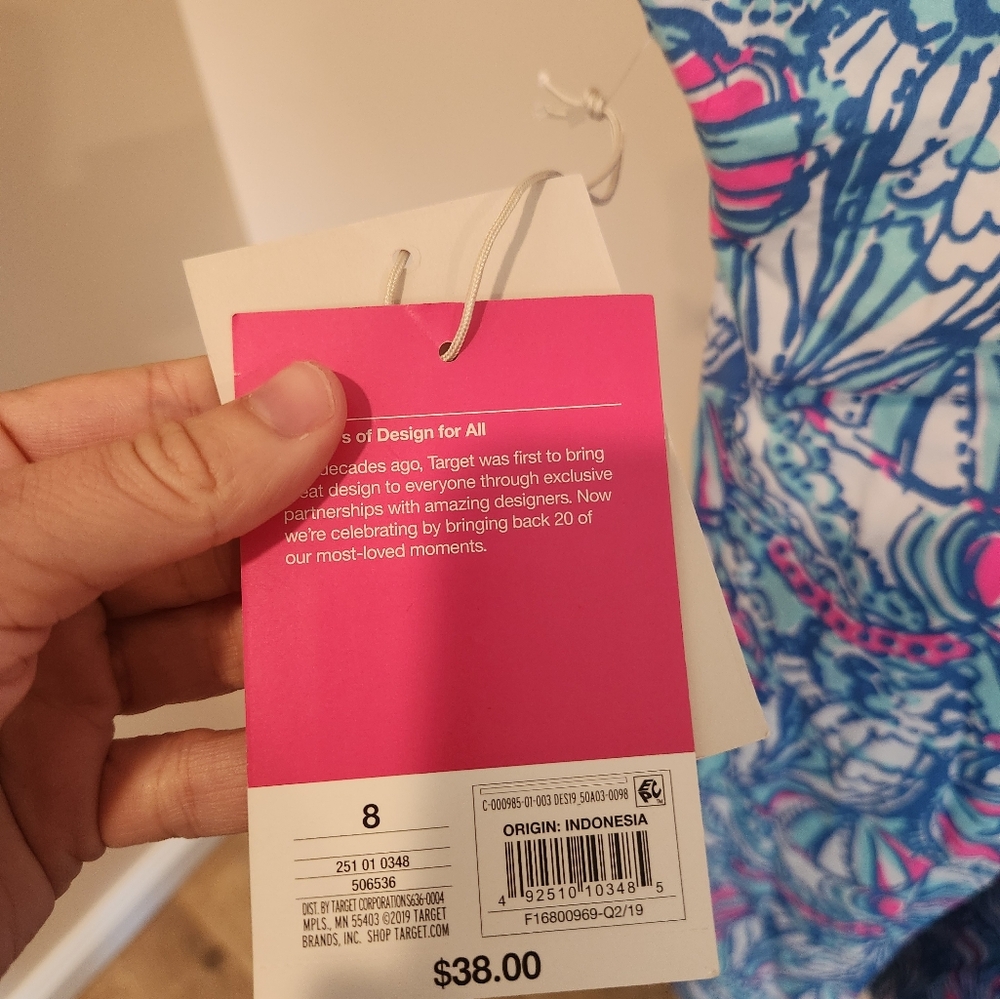 s of Design for All
decades ago, Target was first to bring
eat design to everyone through exclusive
partnerships with amazing designers. Now
we're celebrating by bringing back 20 of
our most-loved moments.
8
251 01 0348
506536
DIST. BY TARGET CORPORATIONS636-0004
MPLS., MN 55403 ©2019 TARGET
BRANDS, INC. SHOP TARGET.COM
C-000985-01-003 DES19_50A03-0098
ORIGIN: INDONESIA
4 92510 10348 5
F16800969-Q2/19
$38.00